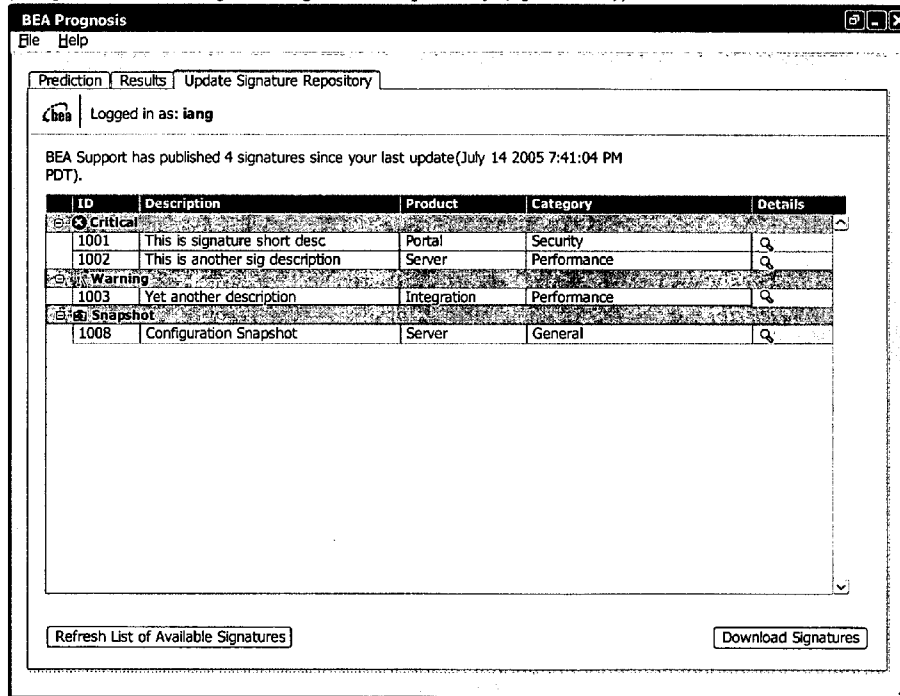 BEA Prognosis
File Help
Prediction Results Update Signature Repository
bea Logged in as: iang
BEA Support has published 4 signatures since your last update(July 14 2005 7:41:04 PM
PDT).
ID Description Product Category Details
Critical
1001 This is signature short desc Portal Security
1002 This is another sig description Server Performance
Warning
1003 Yet another description Integration Performance
Snapshot
1008 Configuration Snapshot Server General
Refresh List of Available Signatures Download Signatures